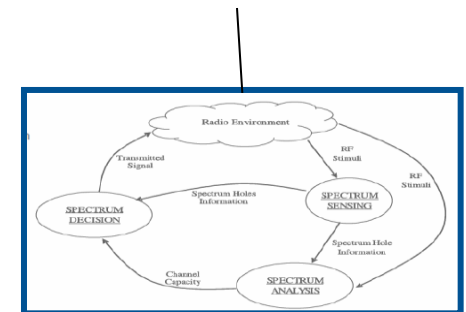 Radio Environment
Transmitted
Signal
RF
Stimuli
RF
Stimuli
Spectrum Holes
Information
SPECTRUM
DECISION
SPECTRUM
SENSING
Spectrum Hole
Information
Channel
Capacity
SPECTRUM
ANALYSIS